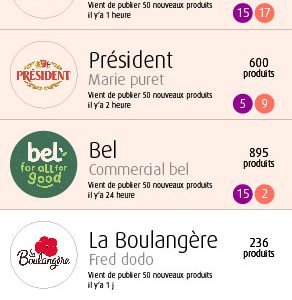 Vient de publier 50 nouveaux produits
il y'a 1 heure
15 17
PRÉSIDENT
Président
Marie puret
Vient de publier 50 nouveaux produits
il y'a 2 heure
600
produits
5 9
bel
for all for
good
Bel
Commercial bel
Vient de publier 50 nouveaux produits
il y'a 24 heure
895
produits
15 2
La
Boulangère
La Boulangère
Fred dodo
Vient de publier 50 nouveaux produits
il y'a 1 j
236
produits